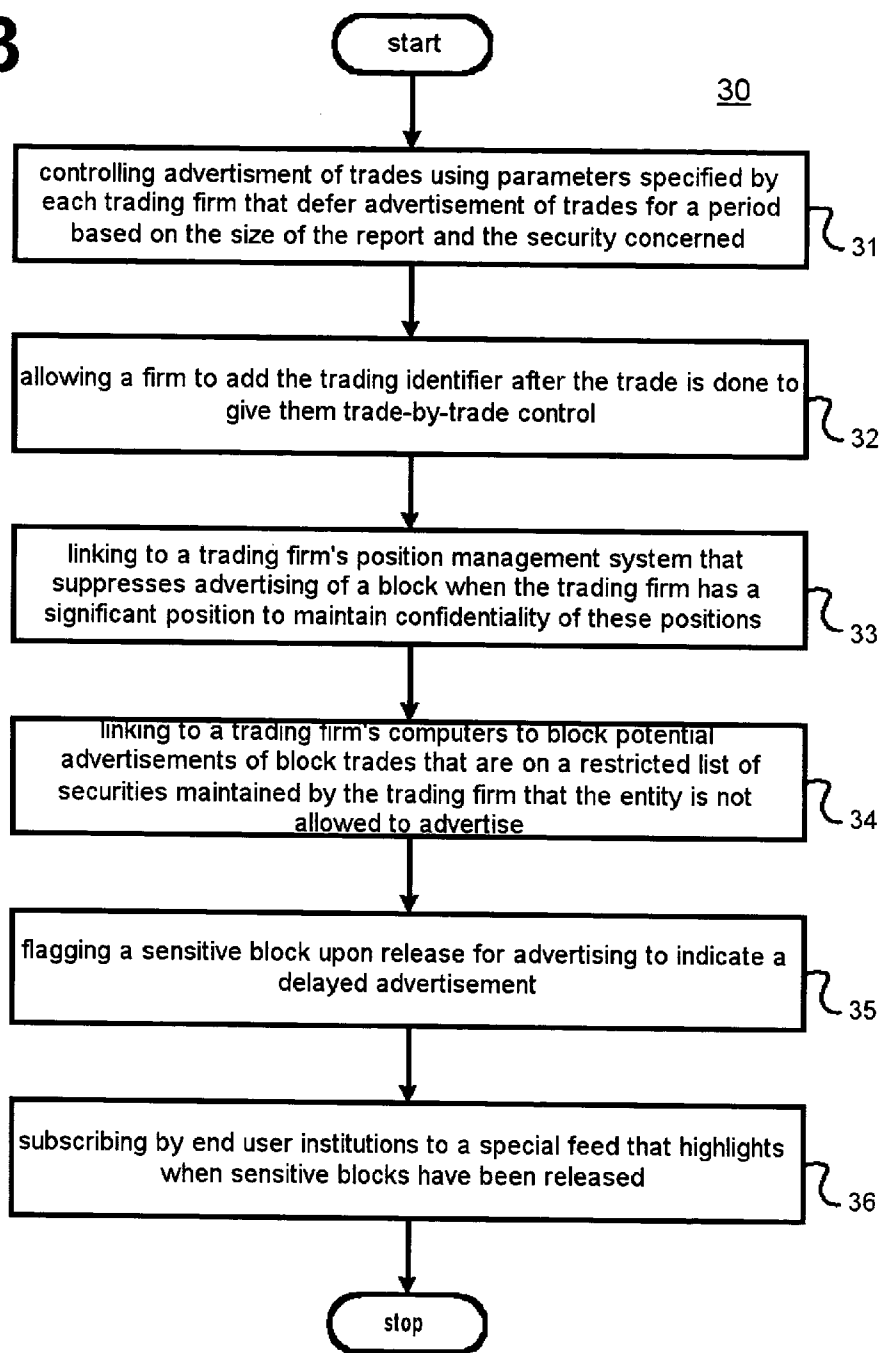 3
start
30
controlling advertisment of trades using parameters specified by
each trading firm that defer advertisement of trades for a period
based on the size of the report and the security concerned
31
allowing a firm to add the trading identifier after the trade is done to
give them trade-by-trade control
32
linking to a trading firm's position management system that
suppresses advertising of a block when the trading firm has a
significant position to maintain confidentiality of these positions
33
linking to a trading firm's computers to block potential
advertisements of block trades that are on a restricted list of
securities maintained by the trading firm that the entity is not
allowed to advertise
34
flagging a sensitive block upon release for advertising to indicate a
delayed advertisement
35
subscribing by end user institutions to a special feed that highlights
when sensitive blocks have been released
36
stop